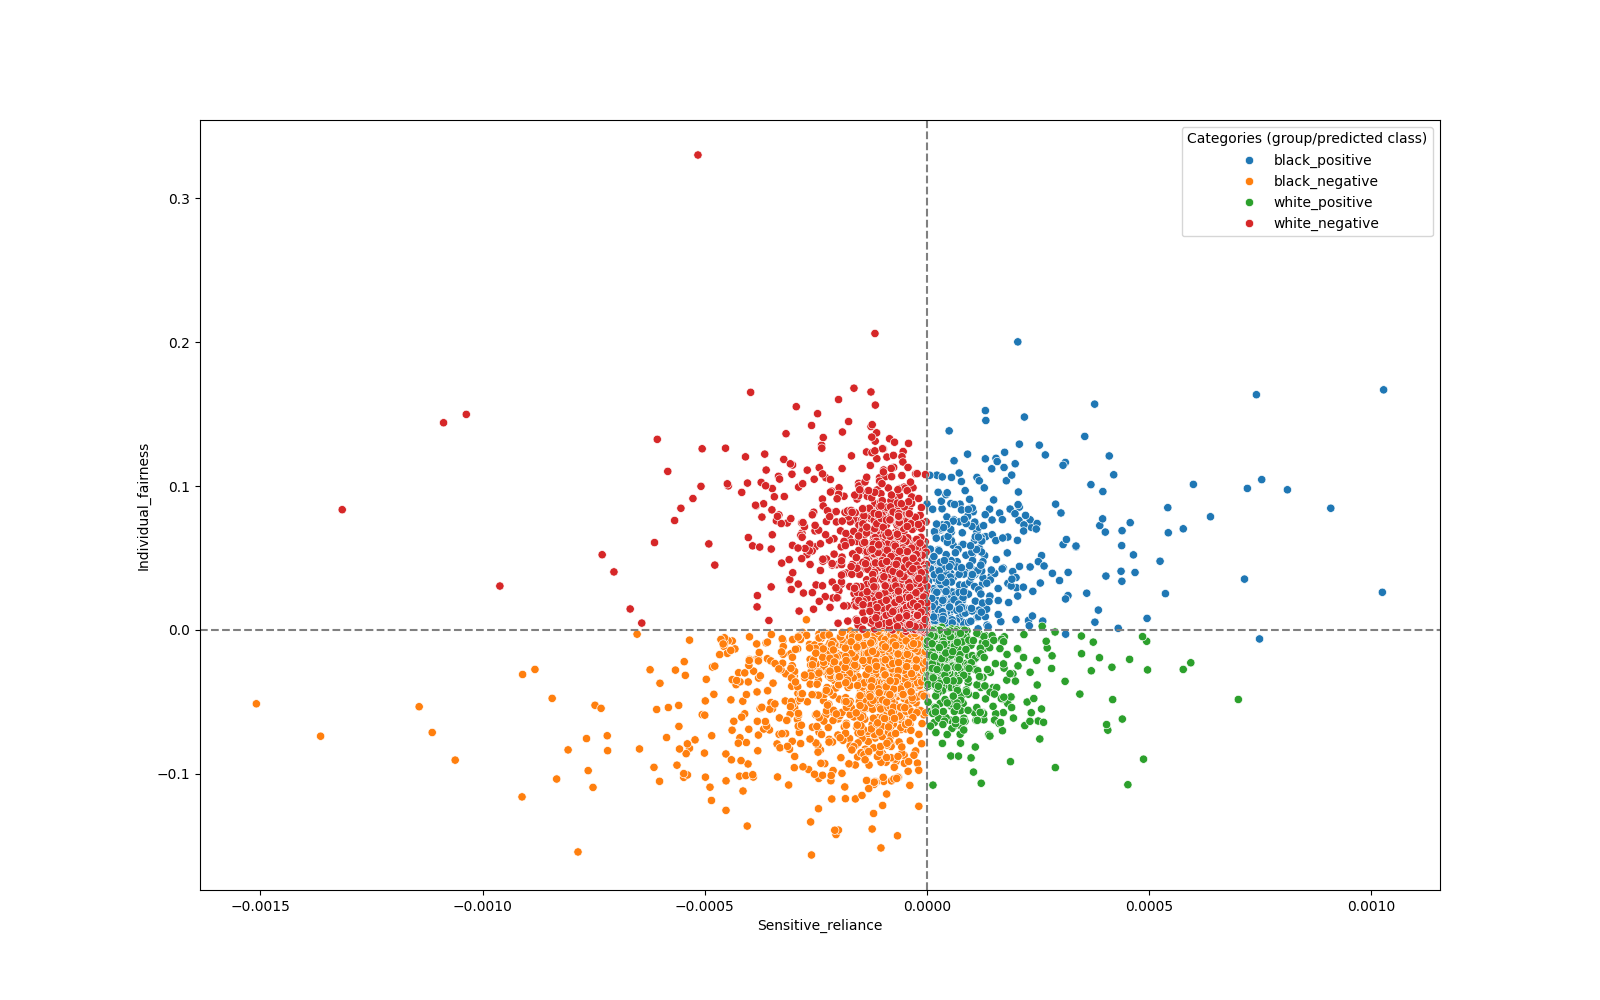 Categories (group/predicted class)
black_positive
black_negative
white_positive
white_negative
Individual_fairness
0.3
0.2
0.1
0.0
−0.1
−0.0015
−0.0010
−0.0005
0.0000
0.0005
0.0010
Sensitive_reliance